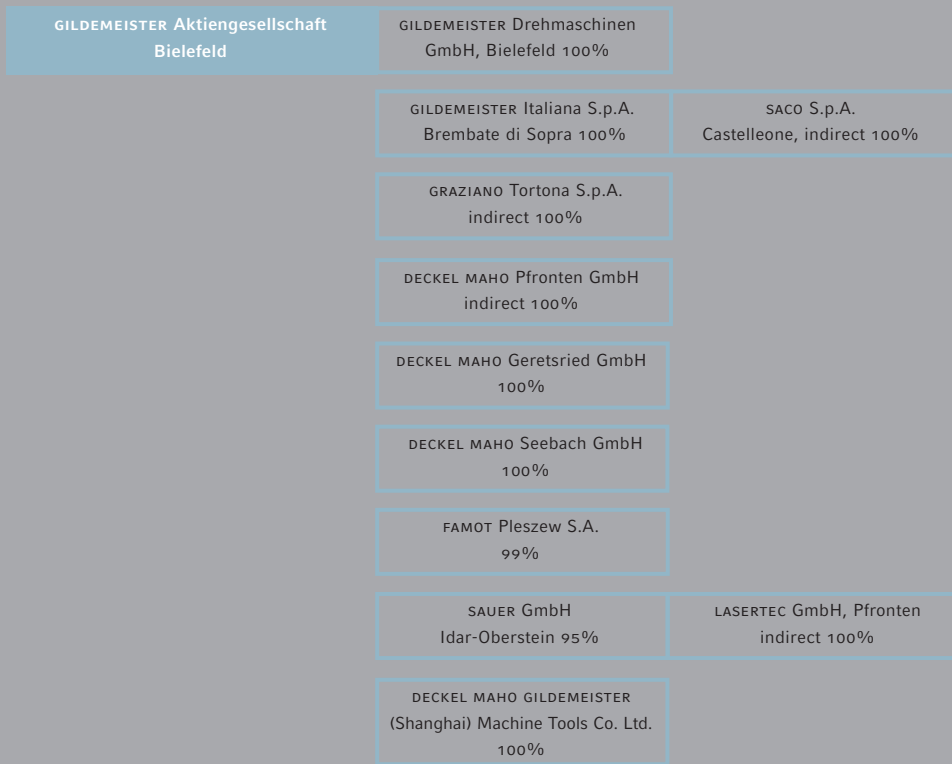 GILDEMEISTER Aktiengesellschaft
Bielefeld
GILDEMEISTER Drehmaschinen
GmbH, Bielefeld 100%
GILDEMEISTER Italiana S.p.A.
Brembate di Sopra 100%
SACO S.p.A.
Castelleone, indirect 100%
GRAZIANO Tortona S.p.A.
indirect 100%
DECKEL MAHO Pfronten GmbH
indirect 100%
DECKEL MAHO Geretsried GmbH
100%
DECKEL MAHO Seebach GmbH
100%
FAMOT Pleszew S.A.
99%
SAUER GmbH
Idar-Oberstein 95%
LASERTEC GmbH, Pfronten
indirect 100%
DECKEL MAHO GILDEMEISTER
(Shanghai) Machine Tools Co. Ltd.
100%